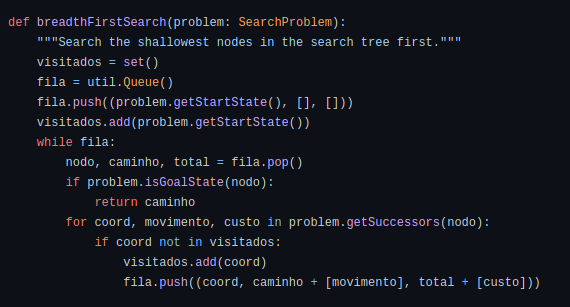 def breadthFirstSearch(problem: SearchProblem):
    """Search the shallowest nodes in the search tree first."""
    visitados = set()
    fila = util.Queue()
    fila.push((problem.getStartState(), [], []))
    visitados.add(problem.getStartState())
    while fila:
        nodo, caminho, total = fila.pop()
        if problem.isGoalState(nodo):
            return caminho
        for coord, movimento, custo in problem.getSuccessors(nodo):
            if coord not in visitados:
                visitados.add(coord)
                fila.push((coord, caminho + [movimento], total + [custo]))